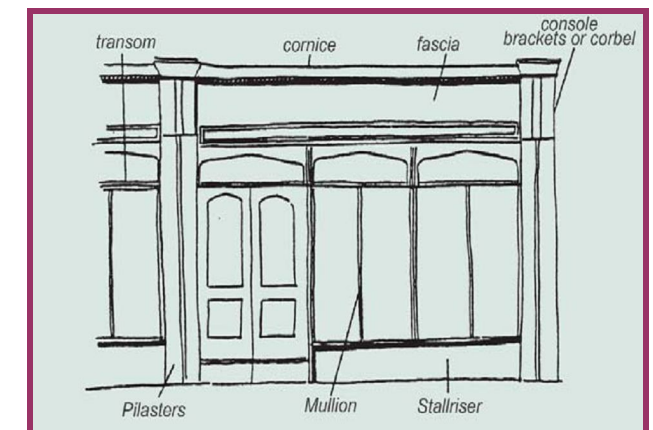 console
brackets or corbel
transom
cornice
fascia
Pilasters
Mullion
Stallriser